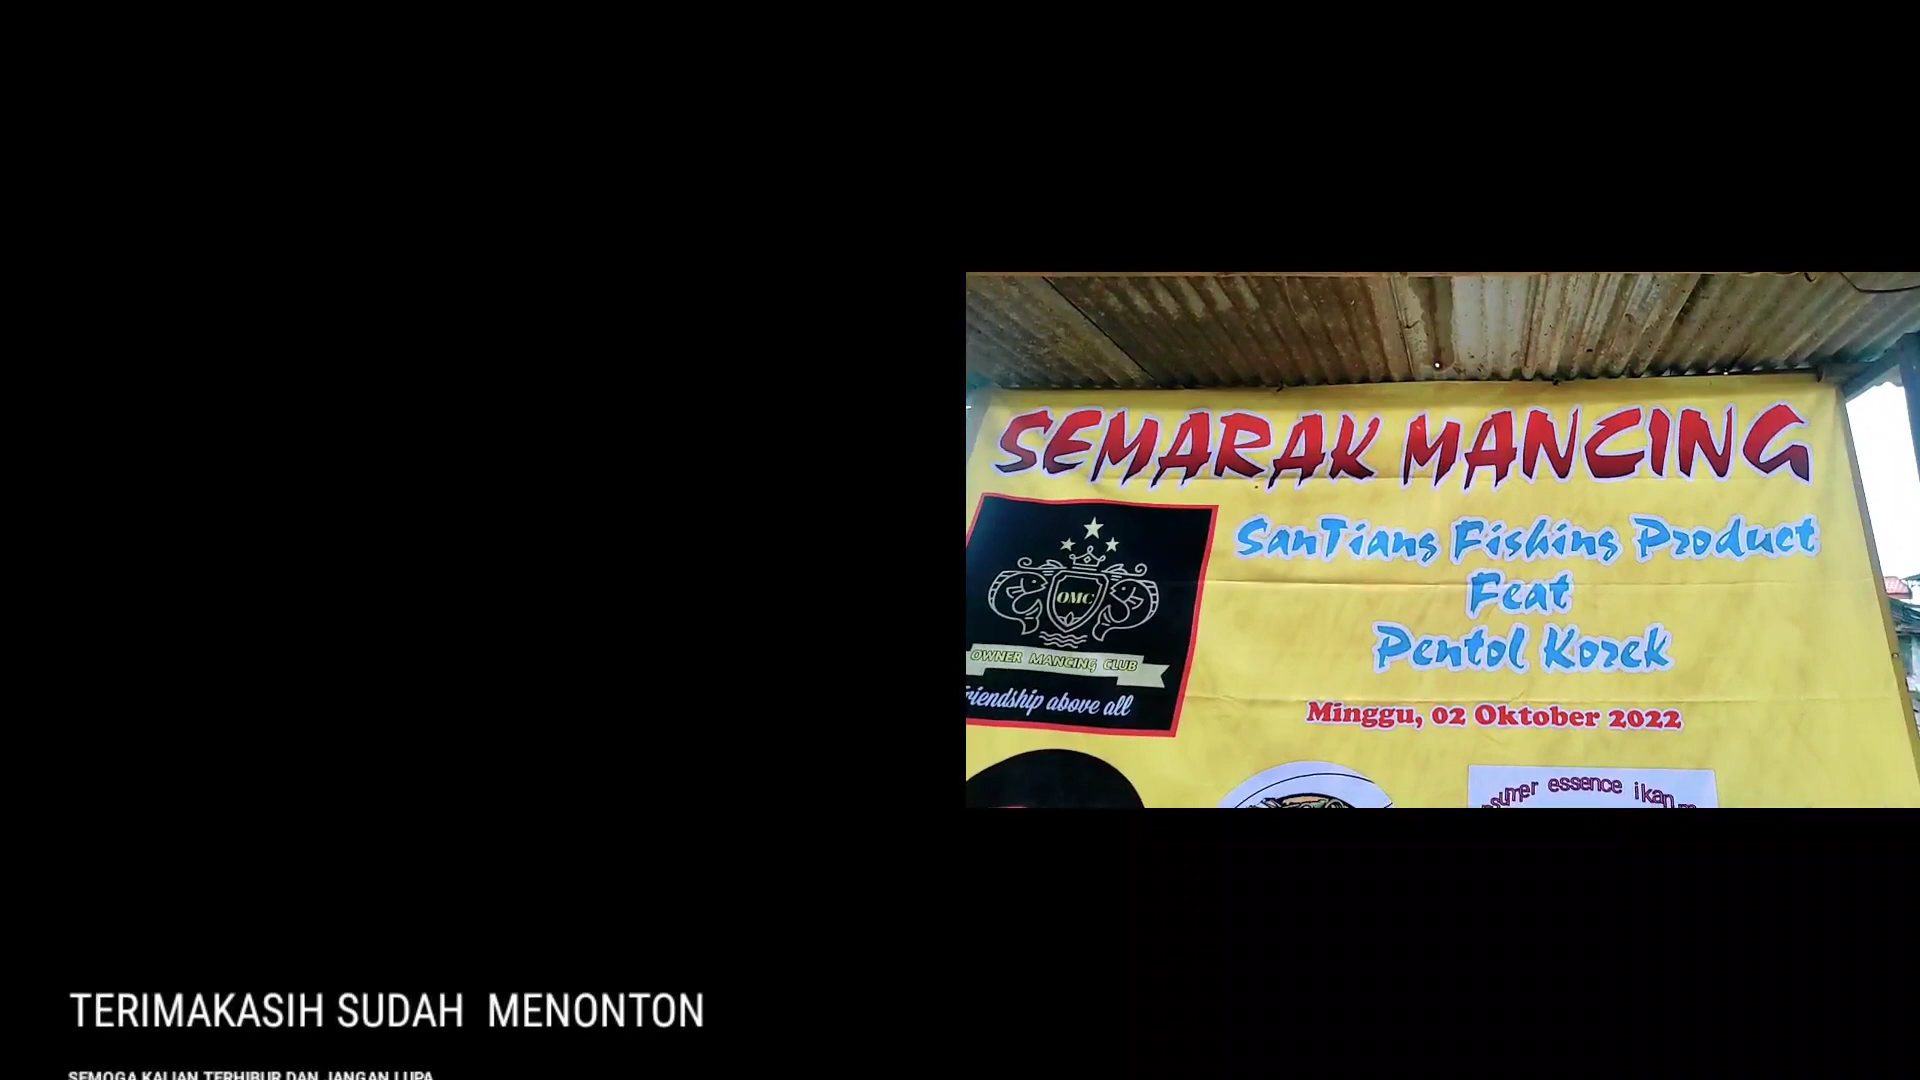 SEMARAK MANCING
SanTiang Fishing Product
Feat
Pentol Korek
OMC
OWNER MANCING CLUB
friendship above all
Minggu, 02 Oktober 2022
essence ikan
TERIMAKASIH SUDAH MENONTON
SEMOGA KALIAN TERHIBUR DAN JANGAN LUPA